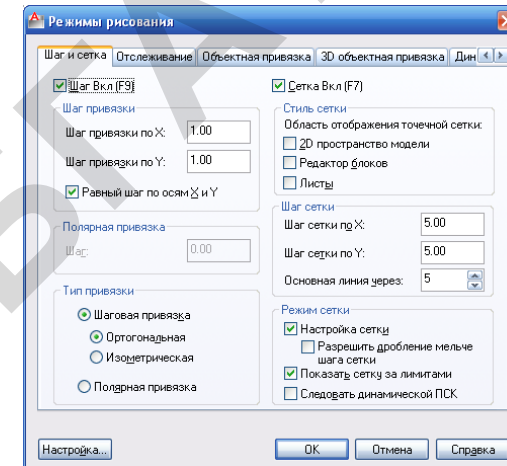 Режимы рисования
Шаг и сетка Отслеживание Объектная привязка 3D объектная привязка Дин
Шаг Вкл (F9)
Шаг привязки
Шаг привязки по X: 1.00
Шаг привязки по Y: 1.00
Равный шаг по осям X и Y
Полярная привязка
Шаг: 0.00
Тип привязки
Шаговая привязка
Ортогональная
Изометрическая
Полярная привязка
Сетка Вкл (F7)
Стиль сетки
Область отображения точечной сетки:
2D пространство модели
Редактор блоков
Листы
Шаг сетки
Шаг сетки по X: 5.00
Шаг сетки по Y: 5.00
Основная линия через: 5
Режим сетки
Настройка сетки
Разрешить дробление мельче
шага сетки
Показать сетку за лимитами
Следовать динамической ПСК
Настройка... OK Отмена Справка